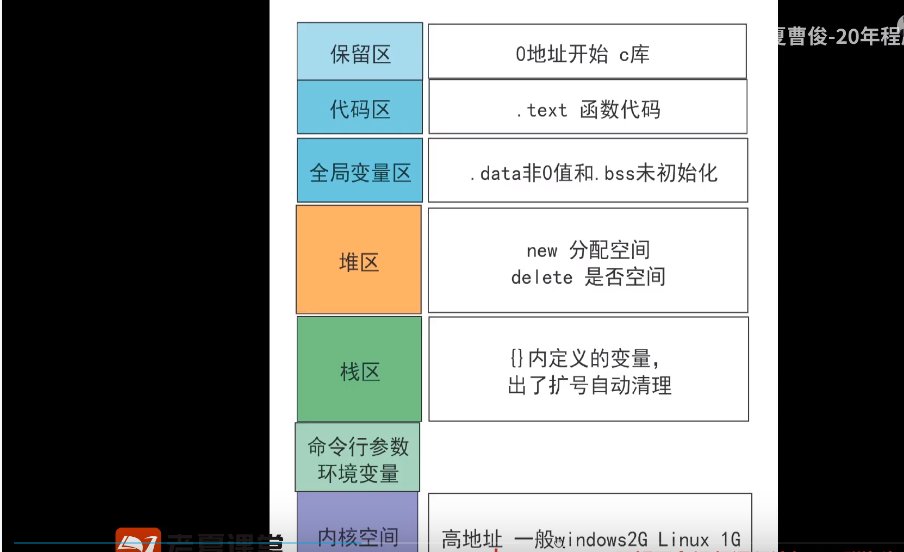 夏曹俊-20年程
保留区 0地址开始 c库
代码区 .text 函数代码
全局变量区 .data非0值和.bss未初始化
堆区
new 分配空间
delete 是否空间
栈区
{}内定义的变量，
出了扩号自动清理
命令行参数
环境变量
内核空间 高地址 一般windows2G Linux 1G